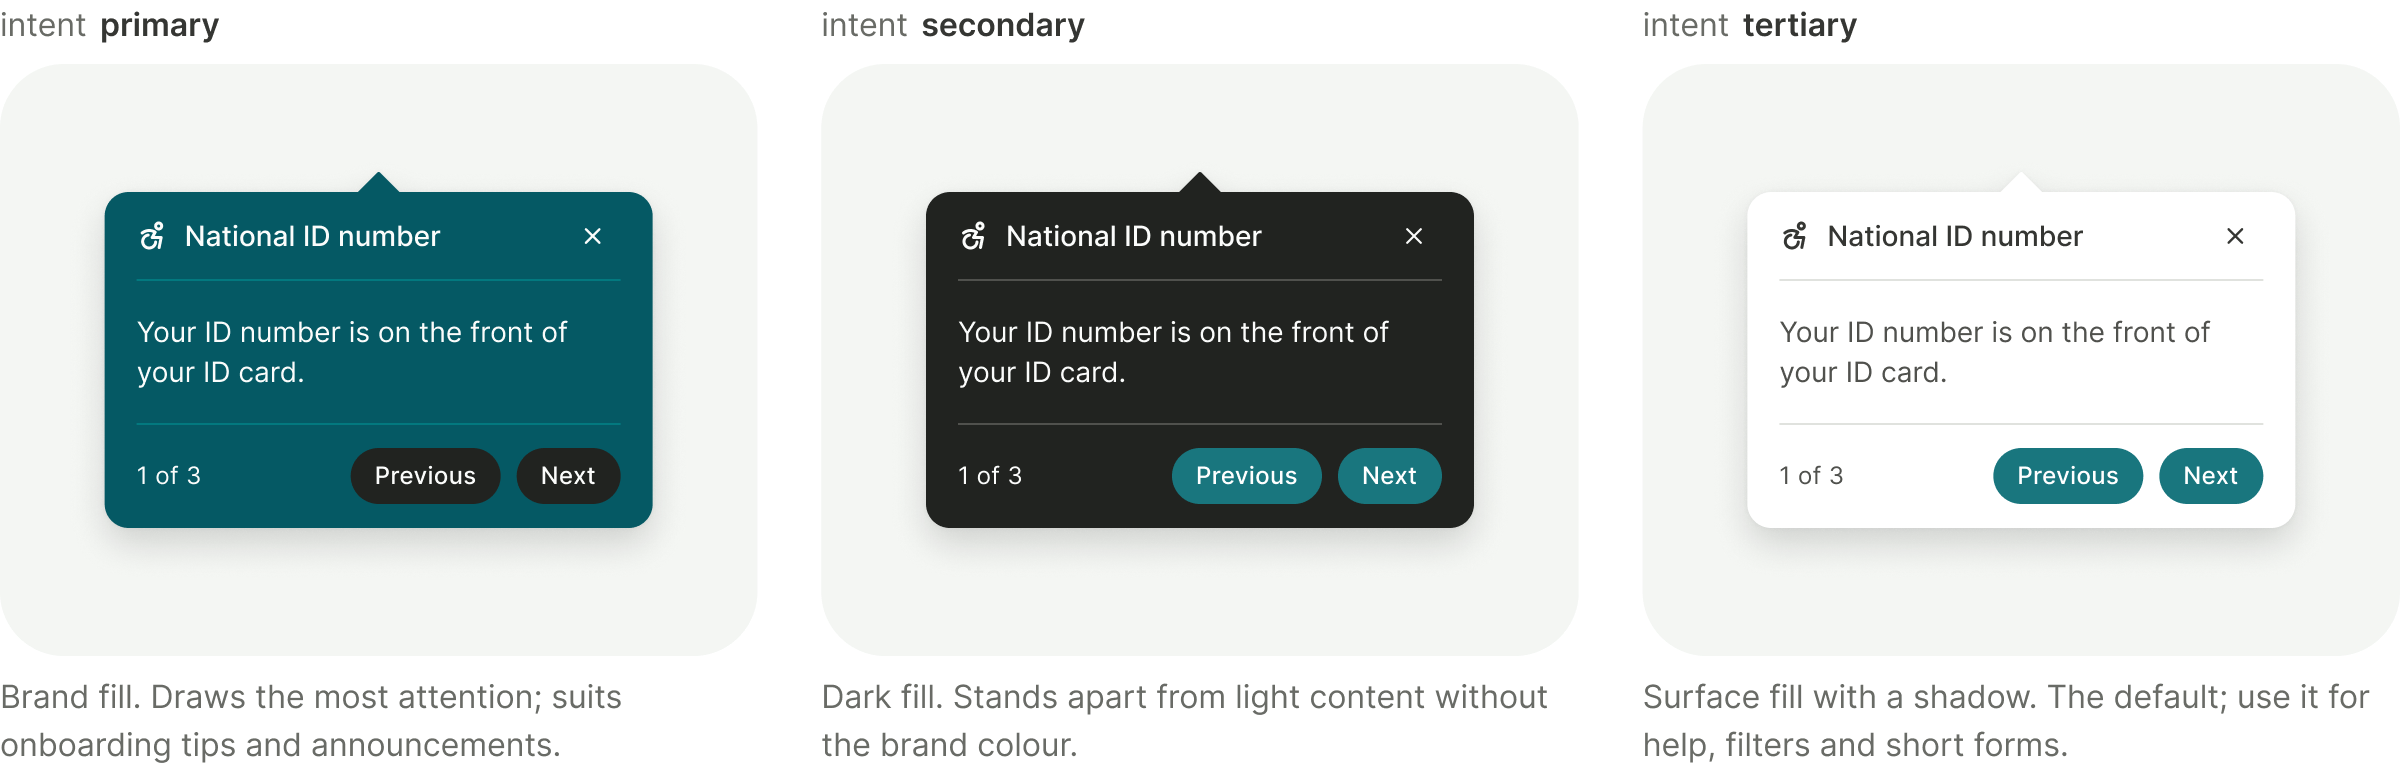 intent primary
National ID number
Your ID number is on the front of
your ID card.
1 of 3
Previous
Next
Brand fill. Draws the most attention; suits
onboarding tips and announcements.
intent secondary
National ID number
Your ID number is on the front of
your ID card.
1 of 3
Previous
Next
Dark fill. Stands apart from light content without
the brand colour.
intent tertiary
National ID number
Your ID number is on the front of
your ID card.
1 of 3
Previous
Next
Surface fill with a shadow. The default; use it for
help, filters and short forms.